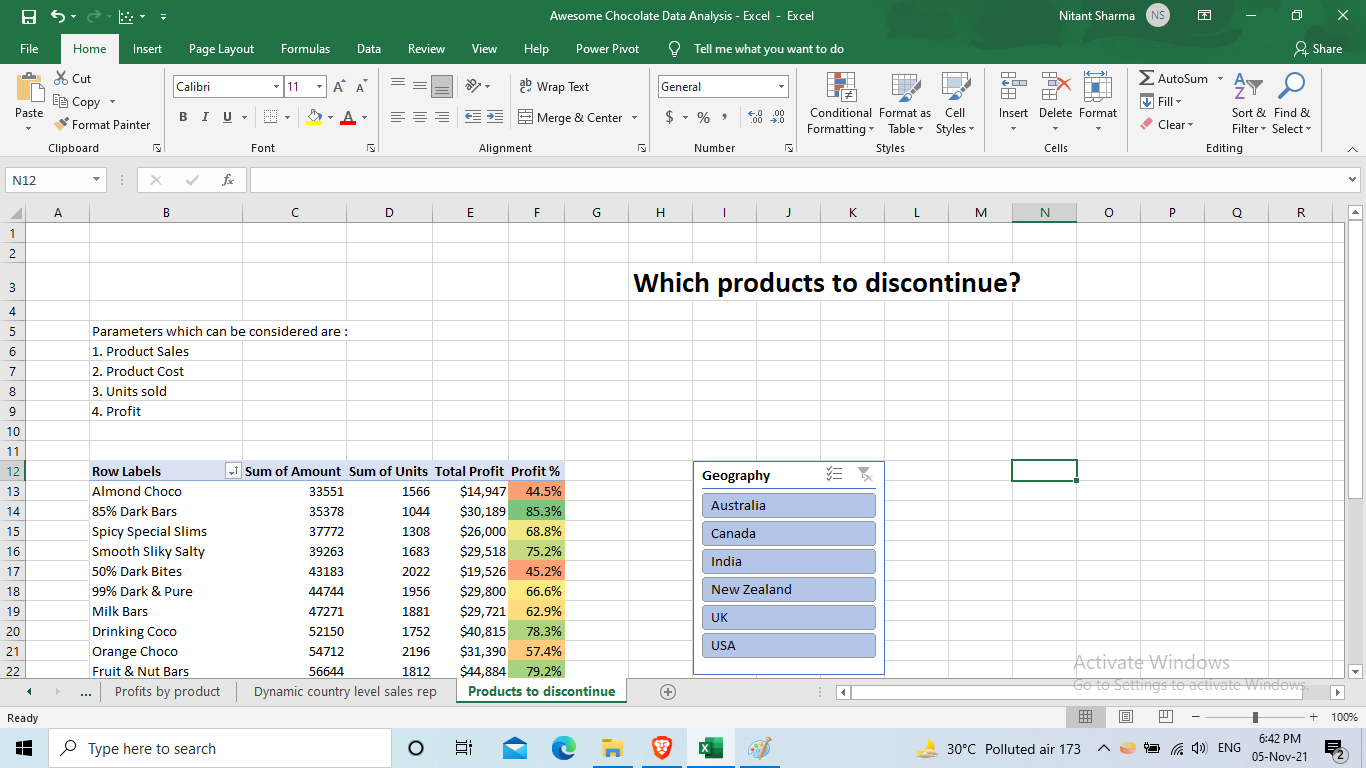 Awesome Chocolate Data Analysis - Excel - Excel
Nitant Sharma NS
File Home Insert Page Layout Formulas Data Review View Help Power Pivot Tell me what you want to do Share
Paste
Cut
Copy
Format Painter
Clipboard
Calibri 11 A A
B I U A
Font
ab Wrap Text
Merge & Center
Alignment
General
$ % ,
Number
Conditional Formatting
Format as Table
Cell Styles
Styles
Insert Delete Format
Cells
AutoSum
Fill
Clear
Sort & Filter
Find & Select
Editing
N12 fx
A B C D E F G H I J K L M N O P Q R
1
2
3 Which products to discontinue?
4
5 Parameters which can be considered are :
6 1. Product Sales
7 2. Product Cost
8 3. Units sold
9 4. Profit
10
11
12 Row Labels Sum of Amount Sum of Units Total Profit Profit %
13 Almond Choco 33551 1566 $14,947 44.5%
14 85% Dark Bars 35378 1044 $30,189 85.3%
15 Spicy Special Slims 37772 1308 $26,000 68.8%
16 Smooth Sliky Salty 39263 1683 $29,518 75.2%
17 50% Dark Bites 43183 2022 $19,526 45.2%
18 99% Dark & Pure 44744 1956 $29,800 66.6%
19 Milk Bars 47271 1881 $29,721 62.9%
20 Drinking Coco 52150 1752 $40,815 78.3%
21 Orange Choco 54712 2196 $31,390 57.4%
22 Fruit & Nut Bars 56644 1812 $44,884 79.2%
Geography
Australia
Canada
India
New Zealand
UK
USA
Activate Windows
Go to Settings to activate Windows.
... Profits by product Dynamic country level sales rep Products to discontinue
Ready 100%
Type here to search
30°C Polluted air 173 ENG
6:42 PM
05-Nov-21
2